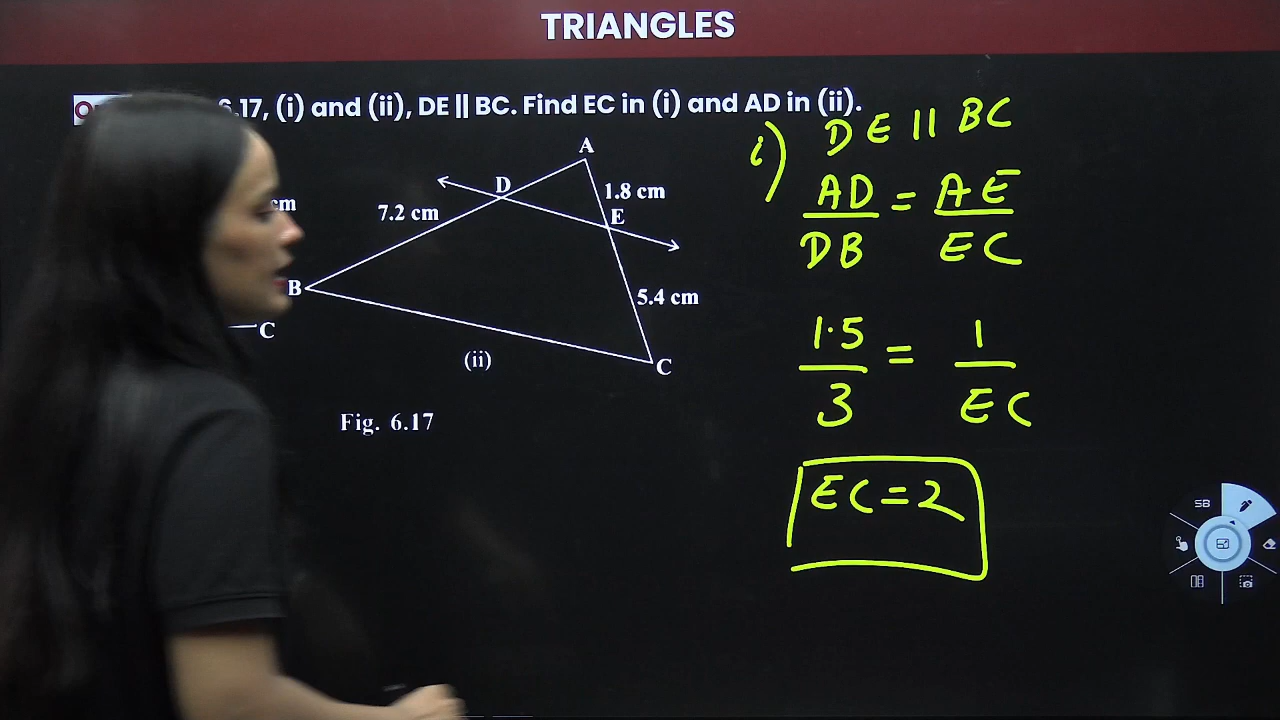 TRIANGLES
6.17, (i) and (ii), DE || BC. Find EC in (i) and AD in (ii).
A
D
1.8 cm
E
7.2 cm
cm
B
5.4 cm
C
(ii)
C
Fig. 6.17
i) DE || BC
AD/DB = AE/EC
1.5/3 = 1/EC
EC = 2
SB